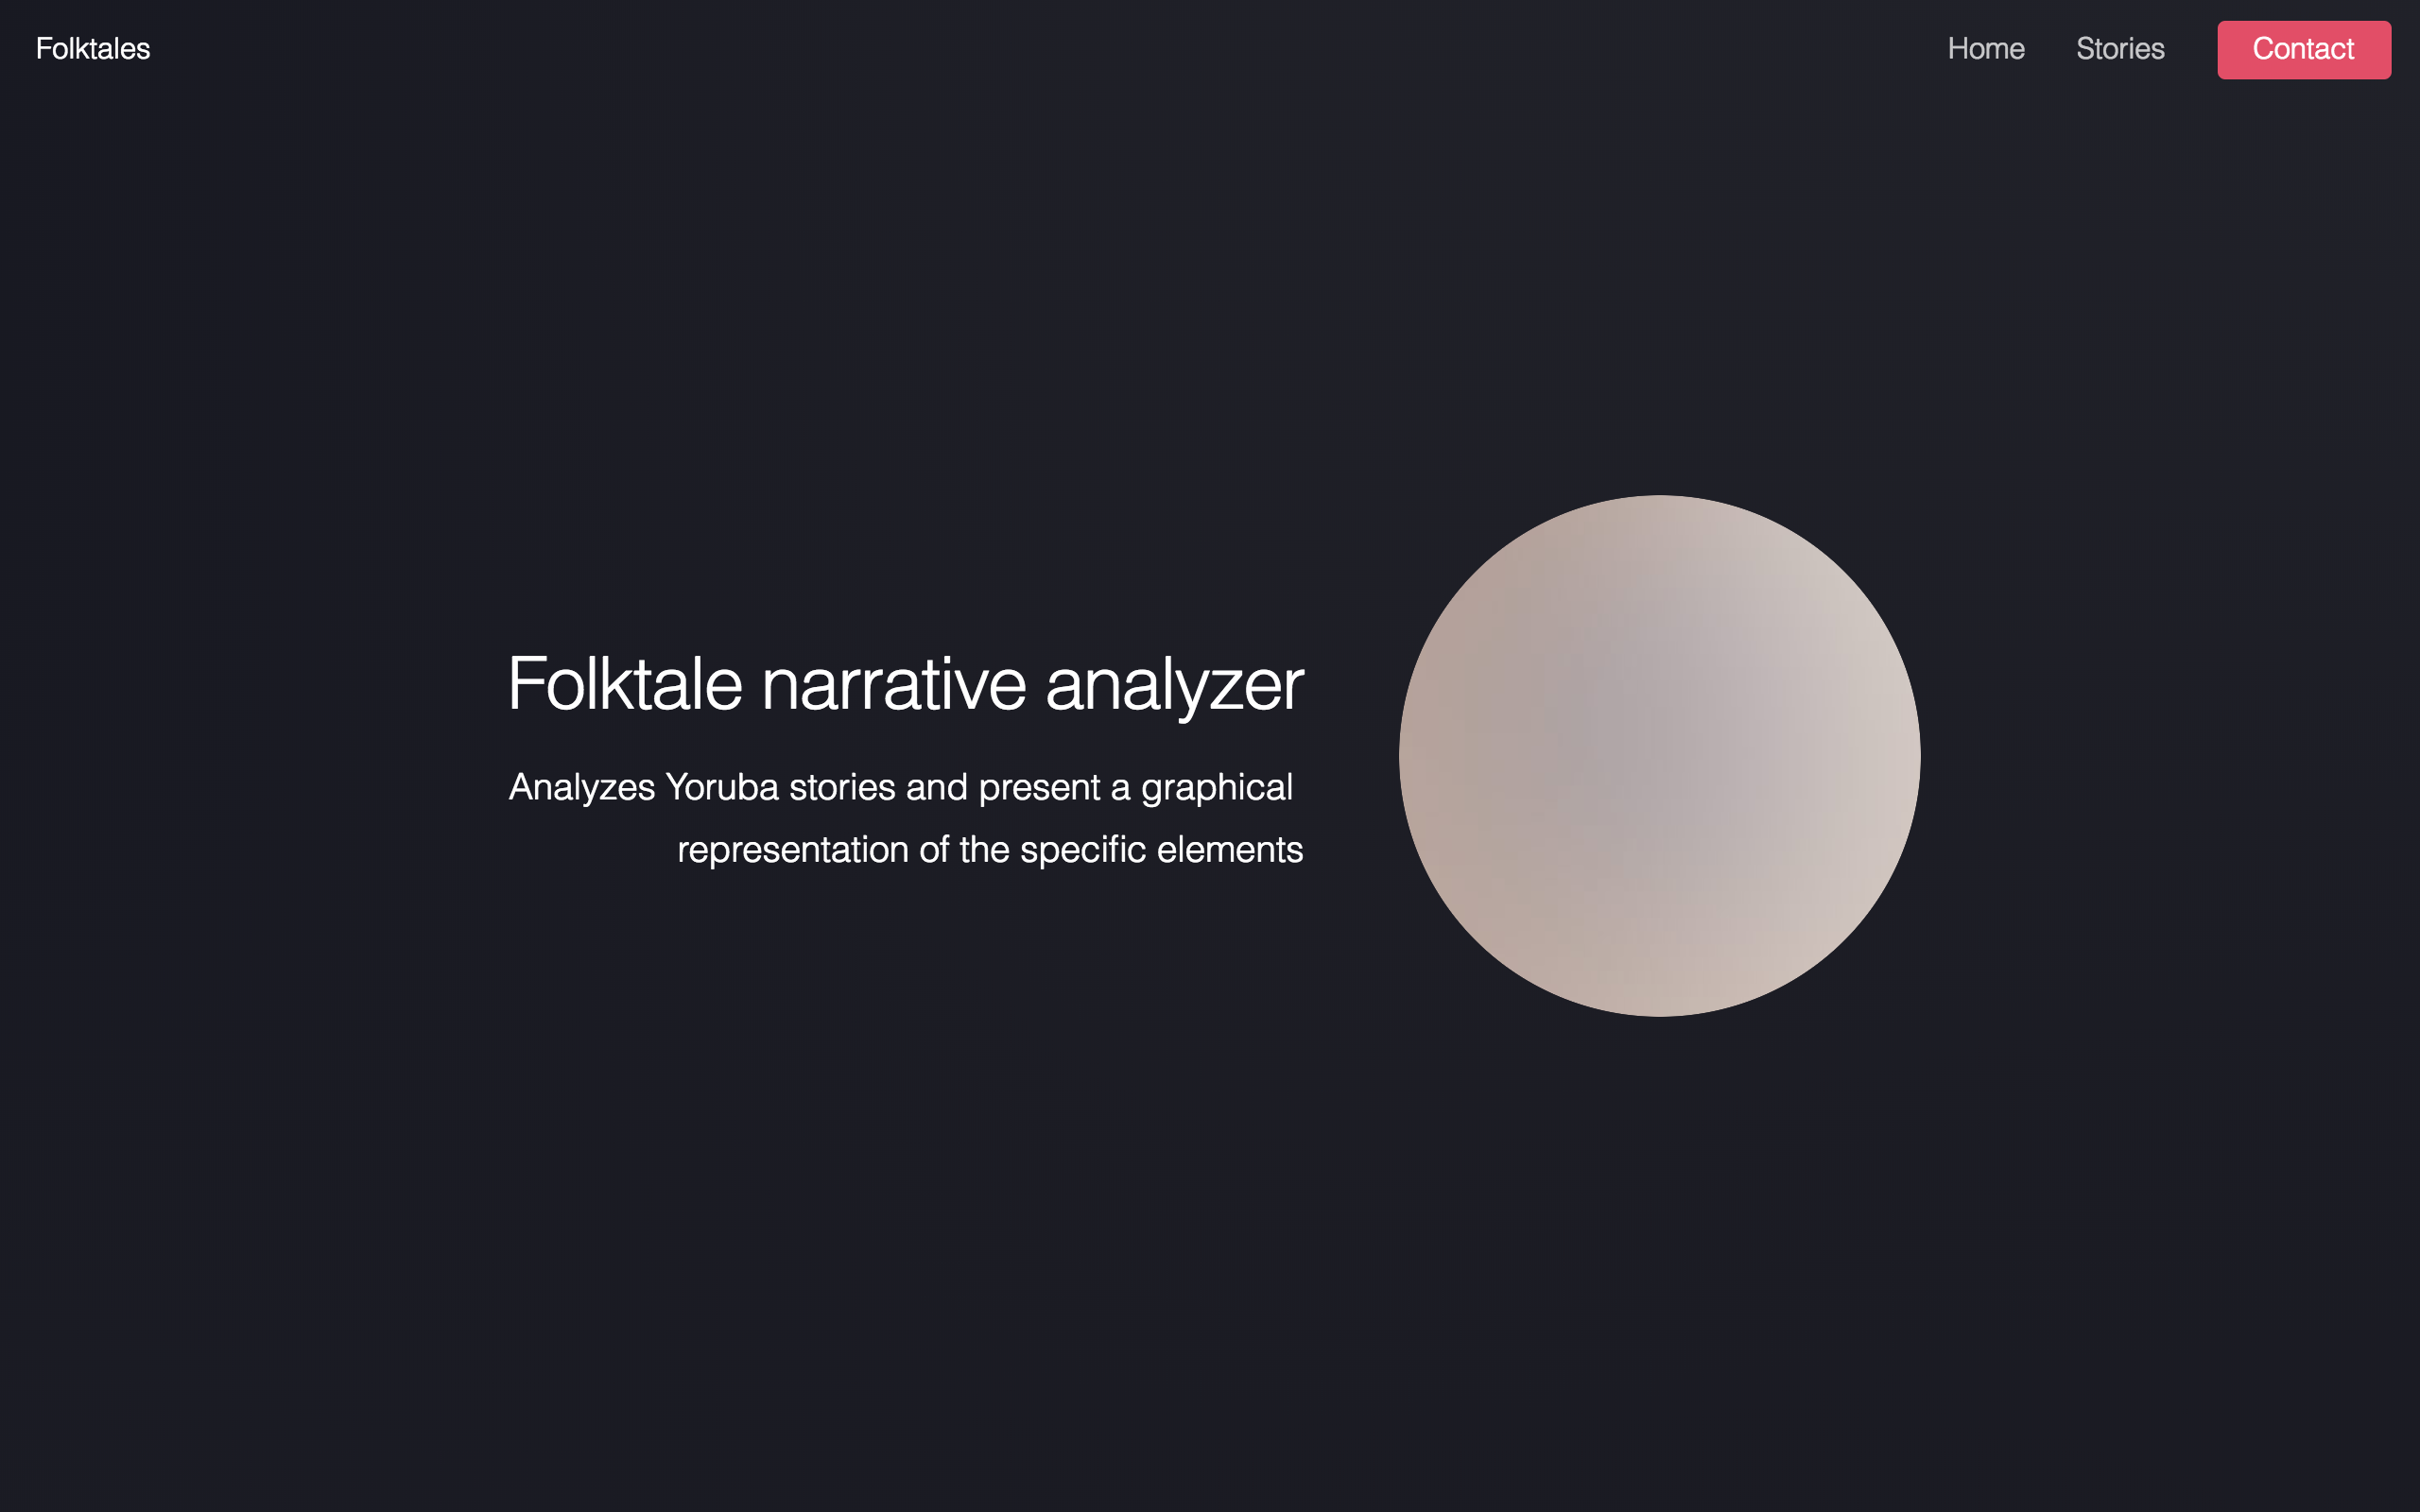 Folktales
Home
Stories
Contact
Folktale narrative analyzer
Analyzes Yoruba stories and present a graphical
representation of the specific elements